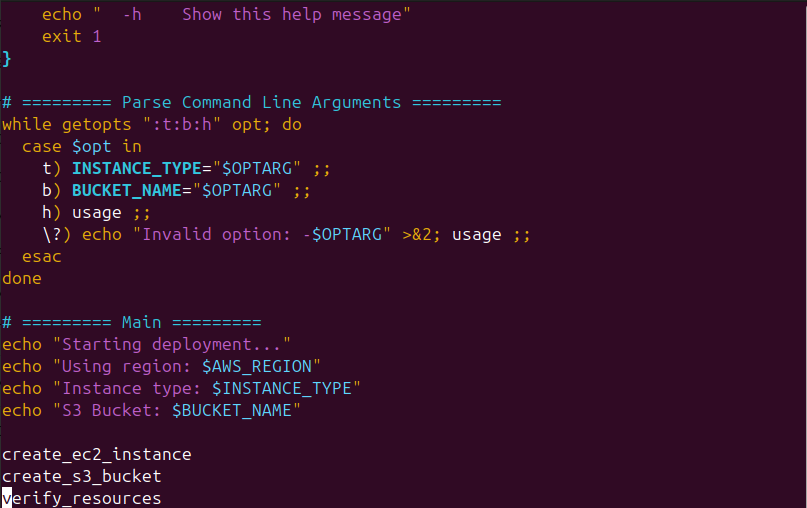 echo "  -h    Show this help message"
    exit 1
}

# ========= Parse Command Line Arguments =========
while getopts ":t:b:h" opt; do
  case $opt in
    t) INSTANCE_TYPE="$OPTARG" ;;
    b) BUCKET_NAME="$OPTARG" ;;
    h) usage ;;
    \?) echo "Invalid option: -$OPTARG" >&2; usage ;;
  esac
done

# ========= Main =========
echo "Starting deployment..."
echo "Using region: $AWS_REGION"
echo "Instance type: $INSTANCE_TYPE"
echo "S3 Bucket: $BUCKET_NAME"

create_ec2_instance
create_s3_bucket
verify_resources